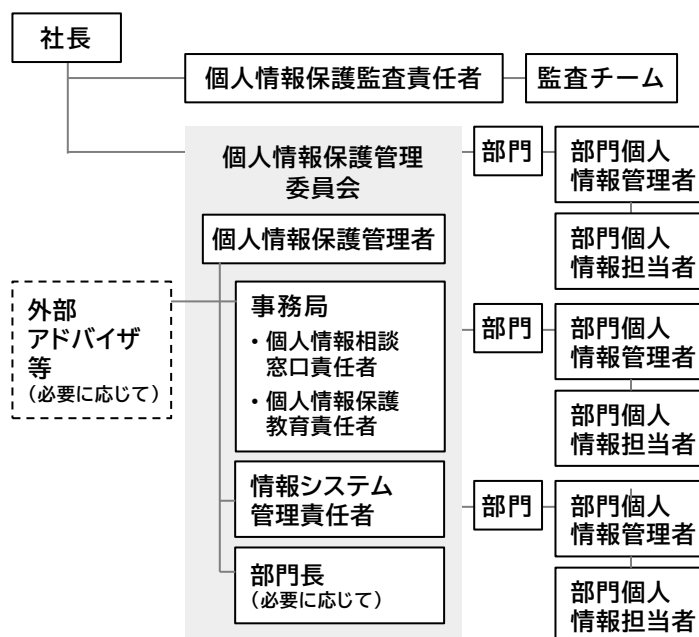 社長
個人情報保護監査責任者
監査チーム
個人情報保護管理
委員会
個人情報保護管理者
外部
アドバイザ
等
（必要に応じて）
事務局
・個人情報相談
窓口責任者
・個人情報保護
教育責任者
情報システム
管理責任者
部門長
（必要に応じて）
部門
部門個人
情報管理者
部門個人
情報担当者
部門
部門個人
情報管理者
部門個人
情報担当者
部門
部門個人
情報管理者
部門個人
情報担当者